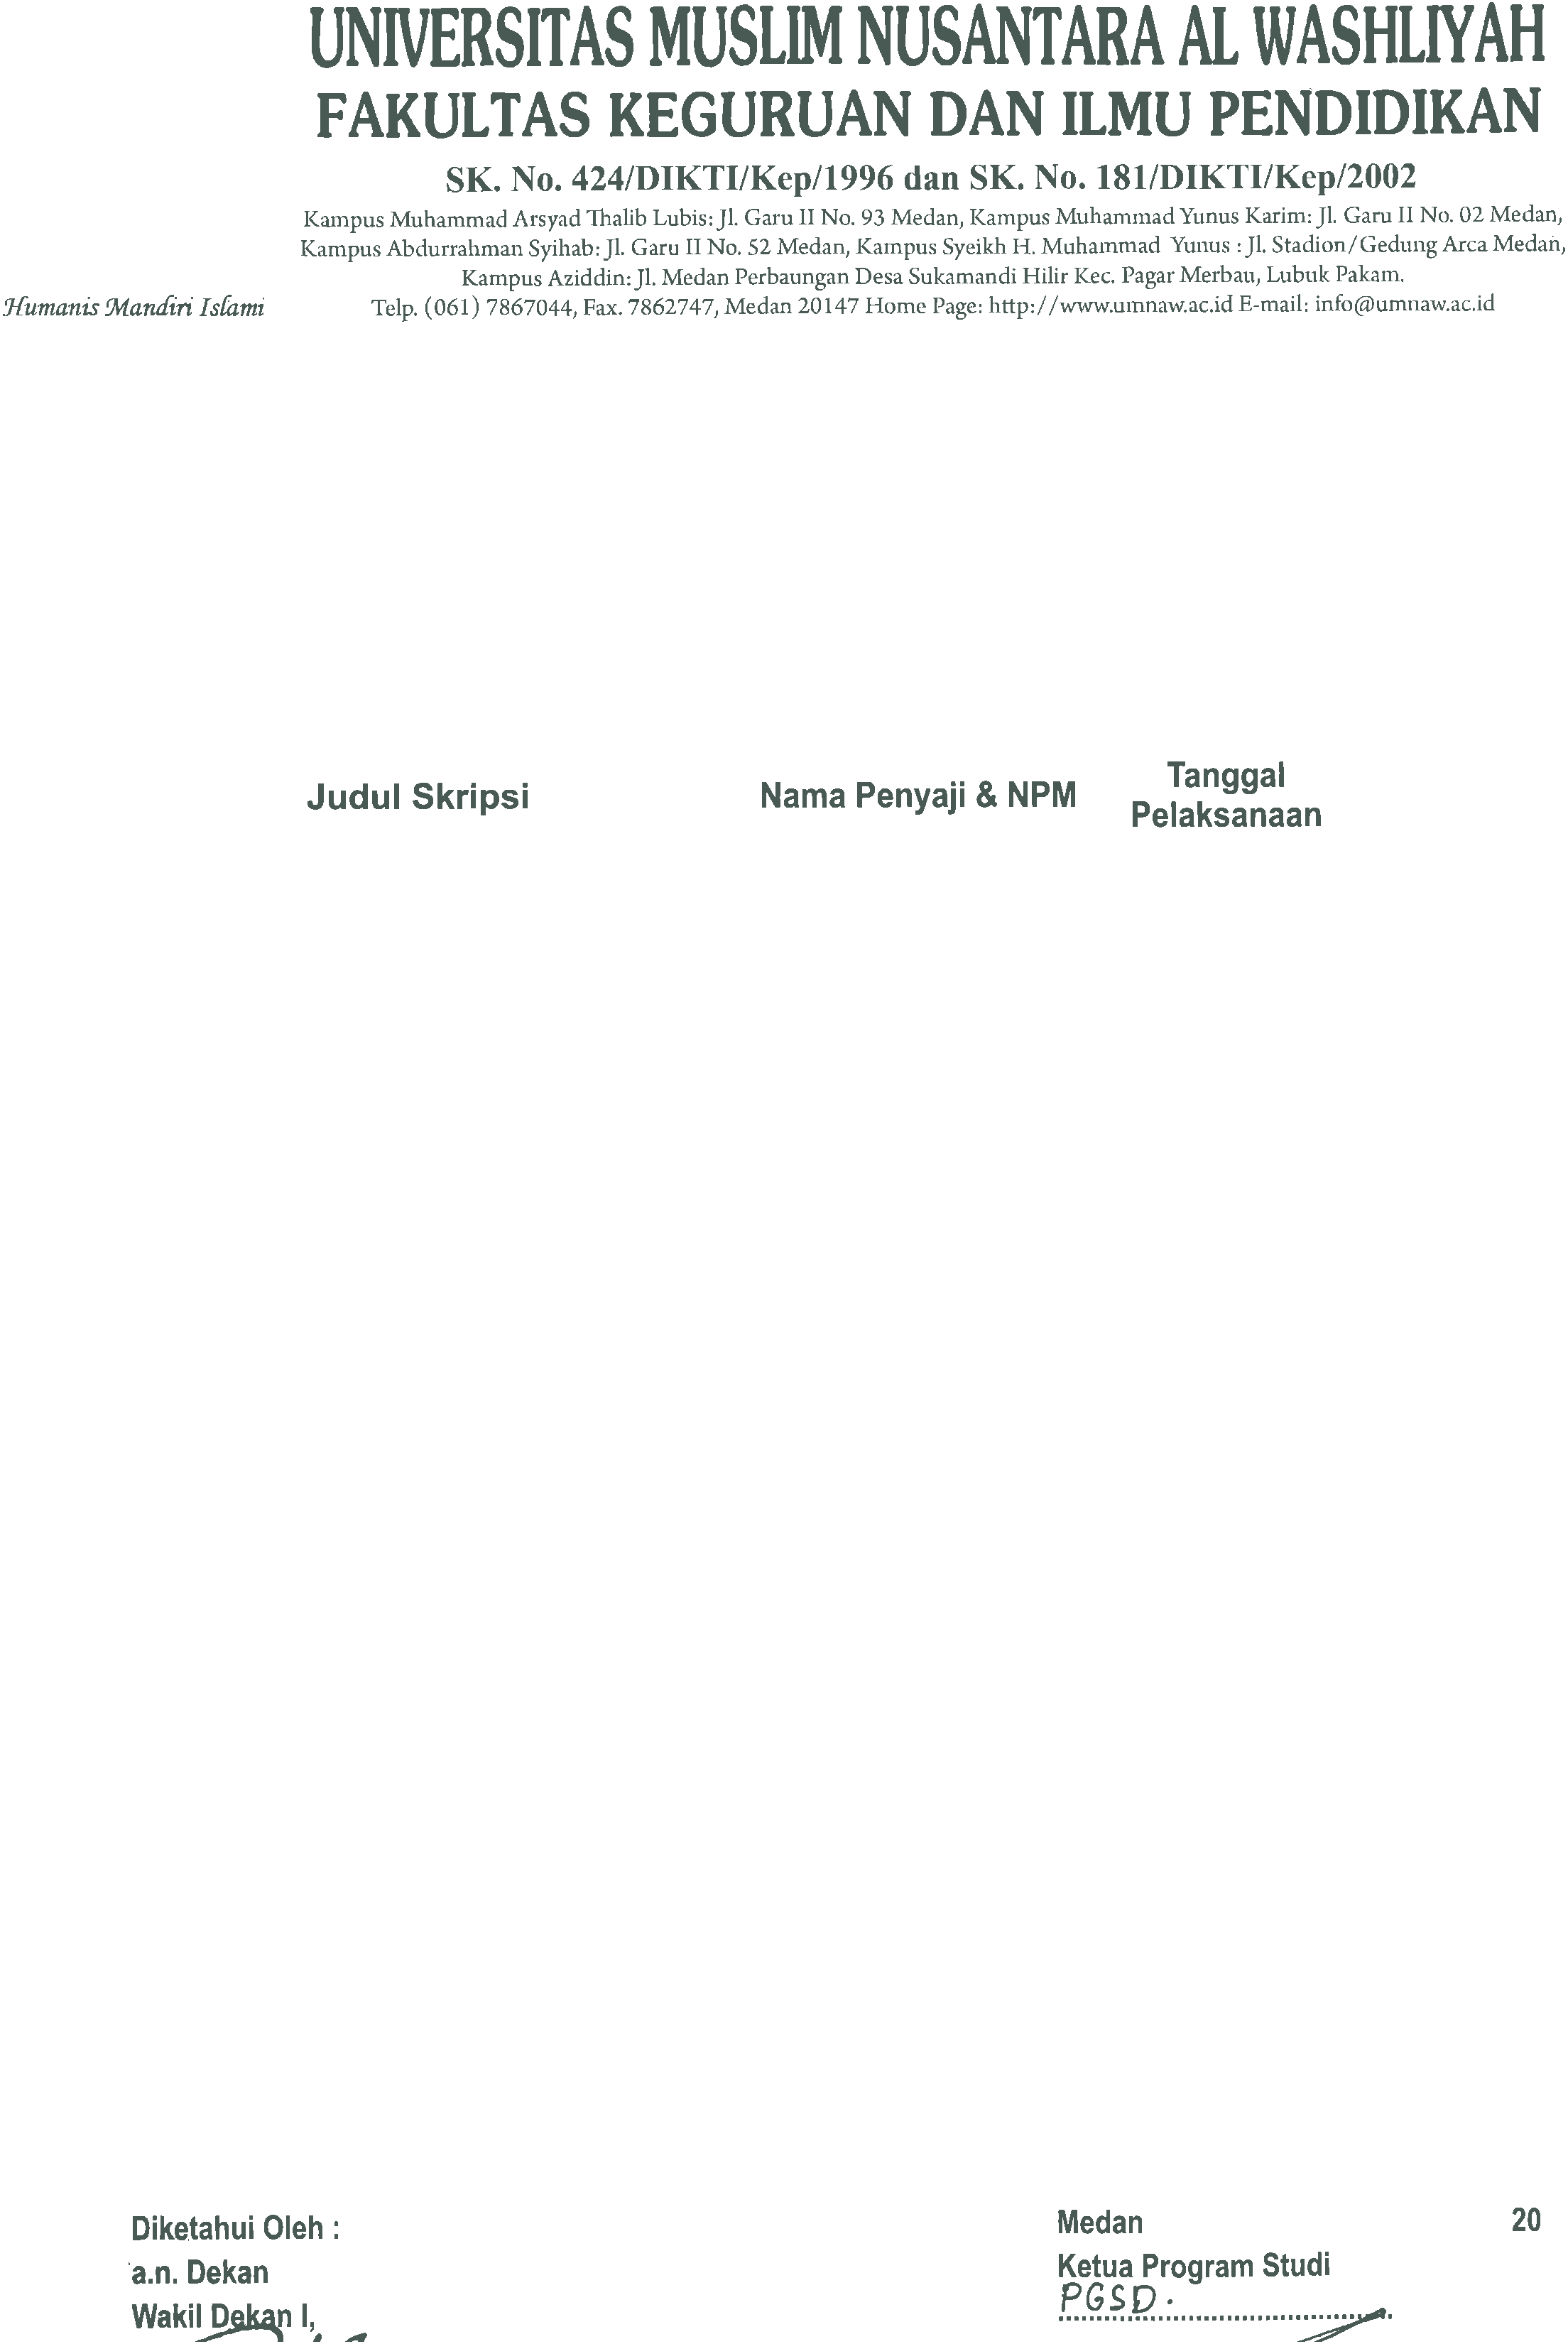 UNIVERSITAS MUSLIM NUSANTARA AL WASHLIYAH
FAKULTAS KEGURUAN DAN ILMU PENDIDIKAN
SK. No. 424/DIKTI/Kep/1996 dan SK. No. 181/DIKTI/Kep/2002
Kampus Muhammad Arsyad Thalib Lubis: Jl. Garu II No. 93 Medan, Kampus Muhammad Yunus Karim: Jl. Garu II No. 02 Medan,
Kampus Abdurrahman Syihab: Jl. Garu II No. 52 Medan, Kampus Syeikh H. Muhammad Yunus : Jl. Stadion/Gedung Arca Medan,
Kampus Aziddin: Jl. Medan Perbaungan Desa Sukamandi Hilir Kec. Pagar Merbau, Lubuk Pakam.
Humanis Mandiri Islami Telp. (061) 7867044, Fax. 7862747, Medan 20147 Home Page: http://www.umnaw.ac.id E-mail: info@umnaw.ac.id
Judul Skripsi Nama Penyaji & NPM Tanggal
Pelaksanaan
Diketahui Oleh :
a.n. Dekan
Wakil Dekan I,
Medan 20
Ketua Program Studi
PGSD.